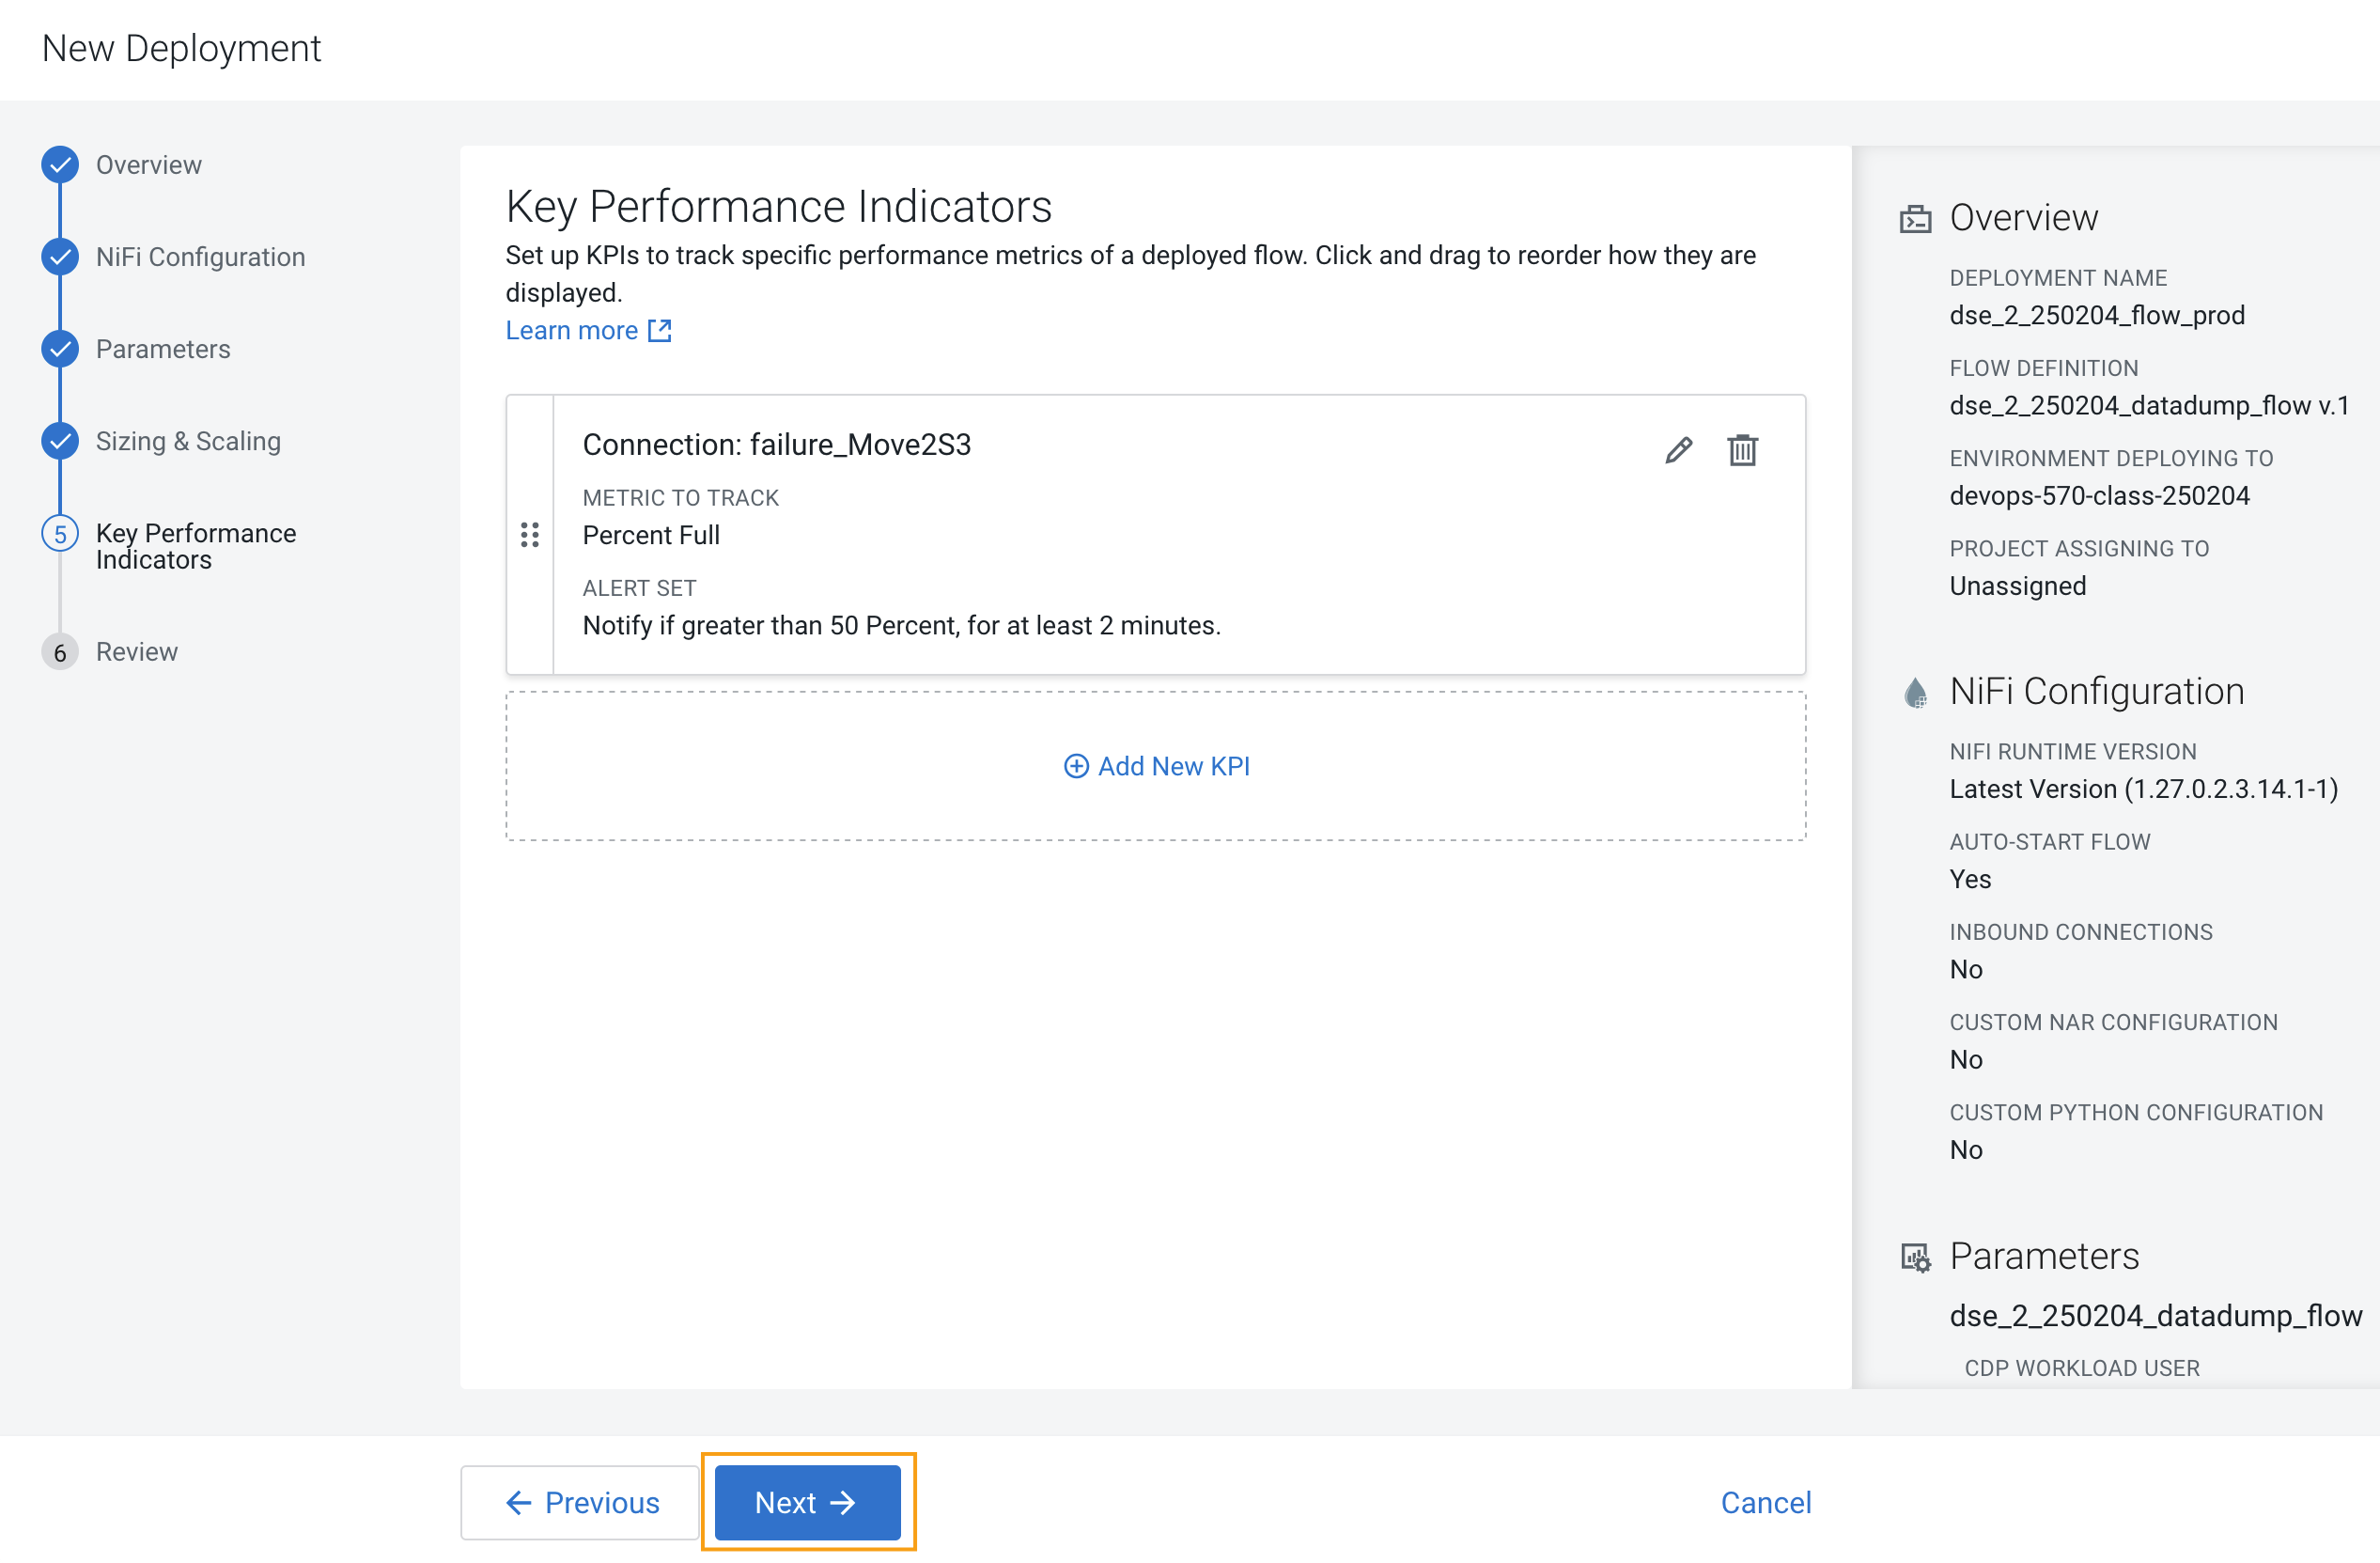 New Deployment
Overview
NiFi Configuration
Parameters
Sizing & Scaling
5
Key Performance
Indicators
6
Review
Key Performance Indicators
Set up KPIs to track specific performance metrics of a deployed flow. Click and drag to reorder how they are
displayed.
Learn more
Connection: failure_Move2S3
METRIC TO TRACK
Percent Full
ALERT SET
Notify if greater than 50 Percent, for at least 2 minutes.
Add New KPI
Overview
DEPLOYMENT NAME
dse_2_250204_flow_prod
FLOW DEFINITION
dse_2_250204_datadump_flow v.1
ENVIRONMENT DEPLOYING TO
devops-570-class-250204
PROJECT ASSIGNING TO
Unassigned
NiFi Configuration
NIFI RUNTIME VERSION
Latest Version (1.27.0.2.3.14.1-1)
AUTO-START FLOW
Yes
INBOUND CONNECTIONS
No
CUSTOM NAR CONFIGURATION
No
CUSTOM PYTHON CONFIGURATION
No
Parameters
dse_2_250204_datadump_flow
CDP WORKLOAD USER
Previous
Next
Cancel